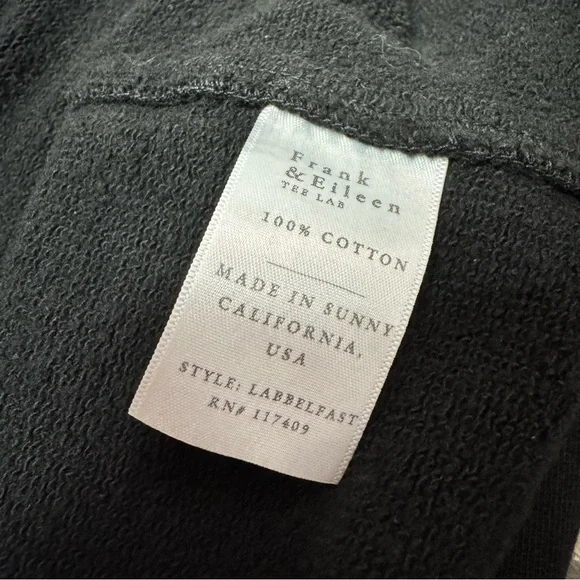 Frank
& Eileen
TEE LAB
100% COTTON
MADE IN SUNNY
CALIFORNIA,
USA
STYLE: LABBELFAST
RN# 117409